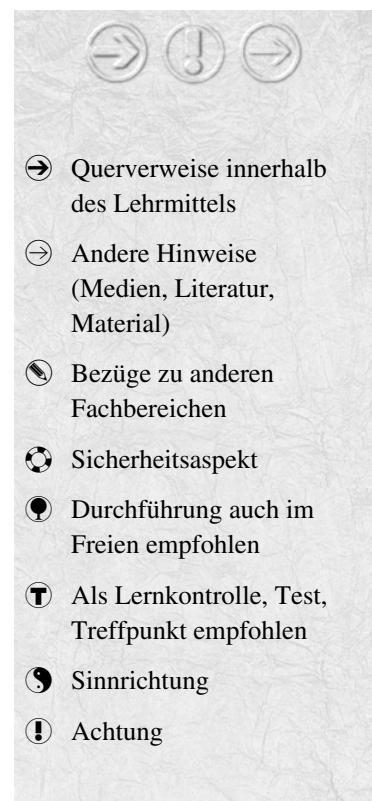 Querverweise innerhalb
des Lehrmittels
Andere Hinweise
(Medien, Literatur,
Material)
Bezüge zu anderen
Fachbereichen
Sicherheitsaspekt
Durchführung auch im
Freien empfohlen
T Als Lernkontrolle, Test,
Treffpunkt empfohlen
Sinnrichtung
! Achtung